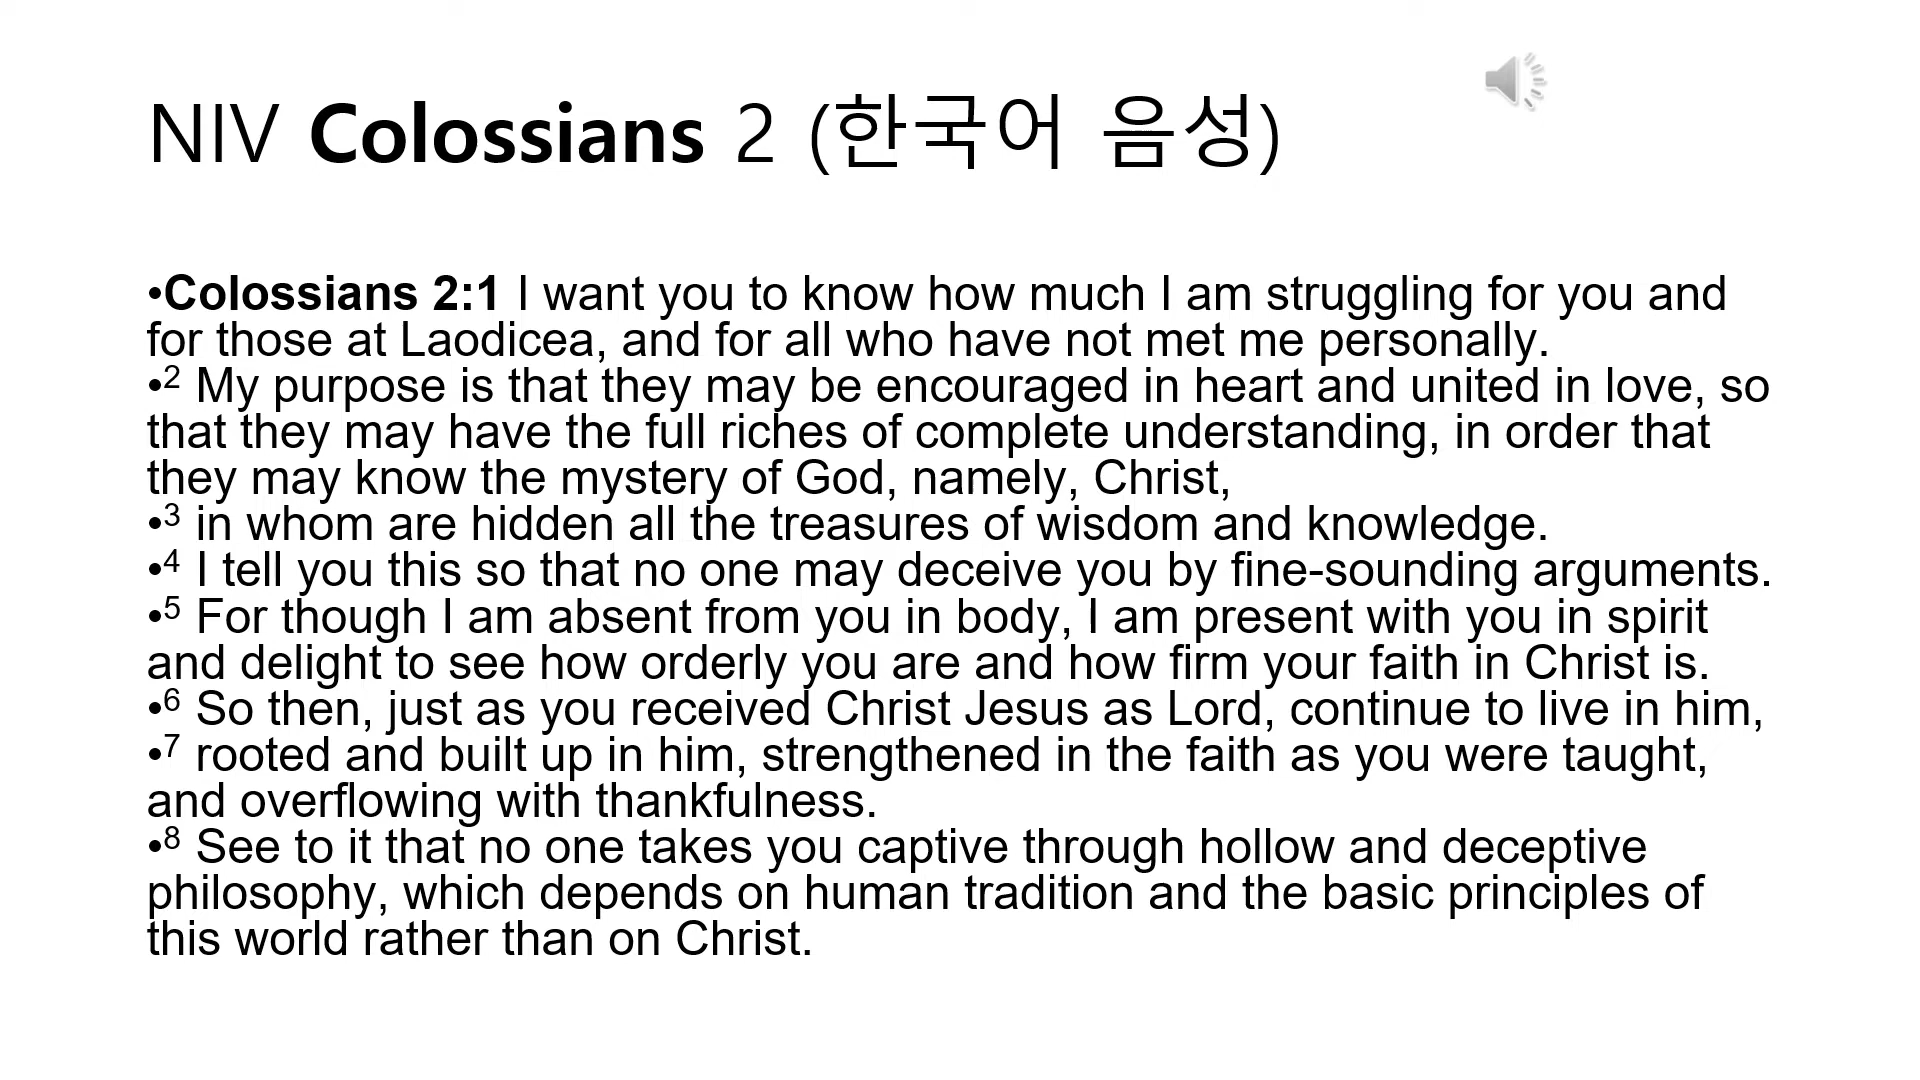 NIV Colossians 2 (한국어 음성)
•Colossians 2:1 I want you to know how much I am struggling for you and
for those at Laodicea, and for all who have not met me personally.
•2 My purpose is that they may be encouraged in heart and united in love, so
that they may have the full riches of complete understanding, in order that
they may know the mystery of God, namely, Christ,
•3 in whom are hidden all the treasures of wisdom and knowledge.
•4 I tell you this so that no one may deceive you by fine-sounding arguments.
•5 For though I am absent from you in body, I am present with you in spirit
and delight to see how orderly you are and how firm your faith in Christ is.
•6 So then, just as you received Christ Jesus as Lord, continue to live in him,
•7 rooted and built up in him, strengthened in the faith as you were taught,
and overflowing with thankfulness.
•8 See to it that no one takes you captive through hollow and deceptive
philosophy, which depends on human tradition and the basic principles of
this world rather than on Christ.